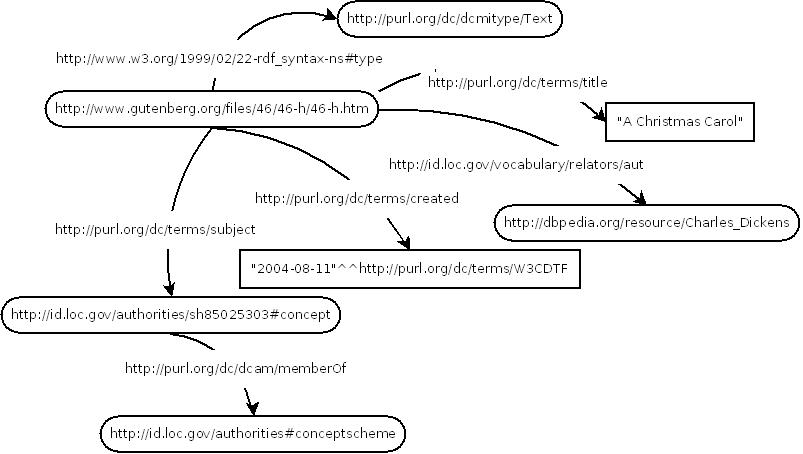 http://purl.org/dc/dcmitype/Text
http://www.w3.org/1999/02/22-rdf_syntax-ns#type
http://purl.org/dc/terms/title
http://www.gutenberg.org/files/46/46-h/46-h.htm
"A Christmas Carol"
http://id.loc.gov/vocabulary/relators/aut
http://purl.org/dc/terms/created
http://dbpedia.org/resource/Charles_Dickens
http://purl.org/dc/terms/subject
"2004-08-11"^^http://purl.org/dc/terms/W3CDTF
http://id.loc.gov/authorities/sh85025303#concept
http://purl.org/dc/dcam/memberOf
http://id.loc.gov/authorities#conceptscheme